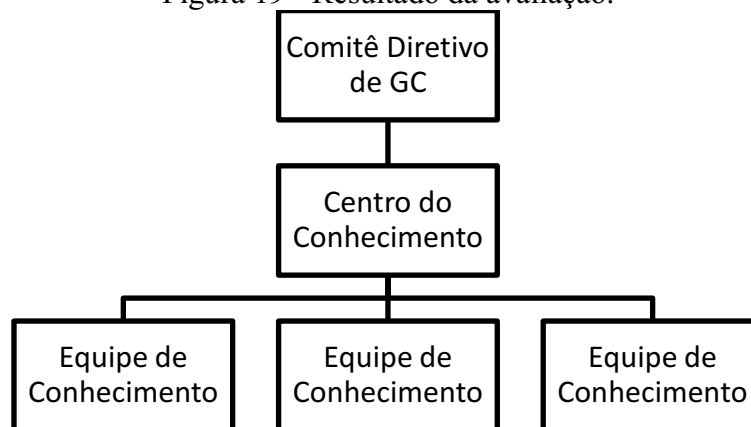 Figura 19 - Resultado da avaliação.
Comitê Diretivo
de GC
Centro do
Conhecimento
Equipe de
Conhecimento
Equipe de
Conhecimento
Equipe de
Conhecimento